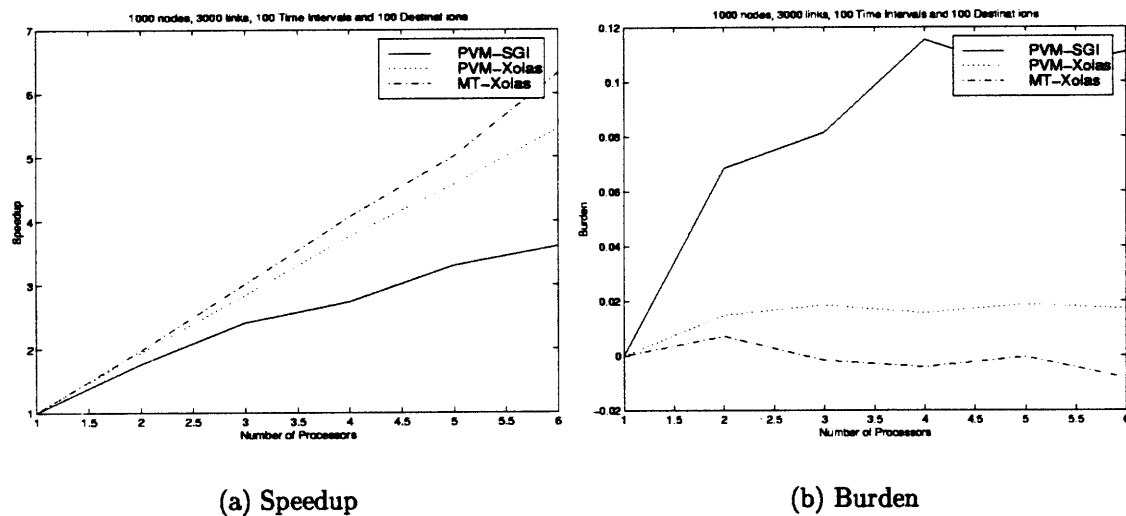 1000 nodes, 3000 links, 100 Time Intervals and 100 Destinations
7
6
5
4
3
2
1
Speedup
PVM-SGI
PVM-Xolas
MT-Xolas
1 1.5 2 2.5 3 3.5 4 4.5 5 5.5 6
Number of Processors
(a) Speedup
1000 nodes, 3000 links, 100 Time Intervals and 100 Destinations
0.12
0.1
0.08
0.06
0.04
0.02
0
-0.02
Burden
PVM-SGI
PVM-Xolas
MT-Xolas
1 1.5 2 2.5 3 3.5 4 4.5 5 5.5 6
Number of Processors
(b) Burden